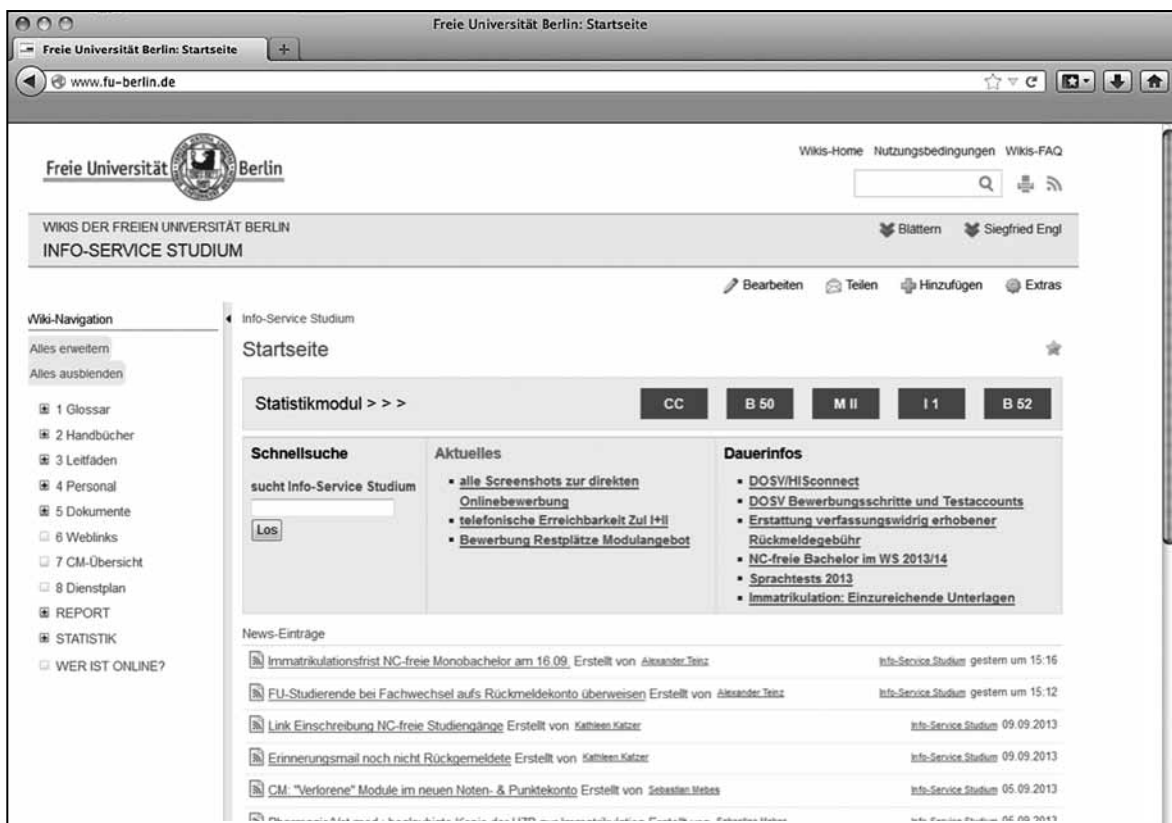 Freie Universität Berlin: Startseite
Freie Universität Berlin: Startseite
www.fu-berlin.de
Freie Universität Berlin
Wikis-Home Nutzungsbedingungen Wikis-FAQ
WIKIS DER FREIEN UNIVERSITÄT BERLIN
INFO-SERVICE STUDIUM
Blättern Siegfried Engl
Bearbeiten Teilen Hinzufügen Extras
Wiki-Navigation
Alles erweitern
Alles ausblenden
1 Glossar
2 Handbücher
3 Leitfäden
4 Personal
5 Dokumente
6 Weblinks
7 CM-Übersicht
8 Dienstplan
REPORT
STATISTIK
WER IST ONLINE?
Info-Service Studium
Startseite
Statistikmodul > > >
CC B 50 M II I 1 B 52
Schnellsuche
sucht Info-Service Studium
Los
Aktuelles
alle Screenshots zur direkten
Onlinebewerbung
telefonische Erreichbarkeit Zul I+II
Bewerbung Restplätze Modulangebot
Dauerinfos
DOSV/HISconnect
DOSV Bewerbungsschritte und Testaccounts
Erstattung verfassungswidrig erhobener
Rückmeldegebühr
NC-freie Bachelor im WS 2013/14
Sprachtests 2013
Immatrikulation: Einzureichende Unterlagen
News-Einträge
Immatrikulationsfrist NC-freie Monobachelor am 16.09. Erstellt von Alexander Teinz Info-Service Studium gestern um 15:16
FU-Studierende bei Fachwechsel aufs Rückmeldekonto überweisen Erstellt von Alexander Teinz Info-Service Studium gestern um 15:12
Link Einschreibung NC-freie Studiengänge Erstellt von Kathleen Katzer Info-Service Studium 09.09.2013
Erinnerungsmail noch nicht Rückgemeldete Erstellt von Kathleen Katzer Info-Service Studium 09.09.2013
CM: "Verlorene" Module im neuen Noten- & Punktekonto Erstellt von Sebastian Mebes Info-Service Studium 05.09.2013